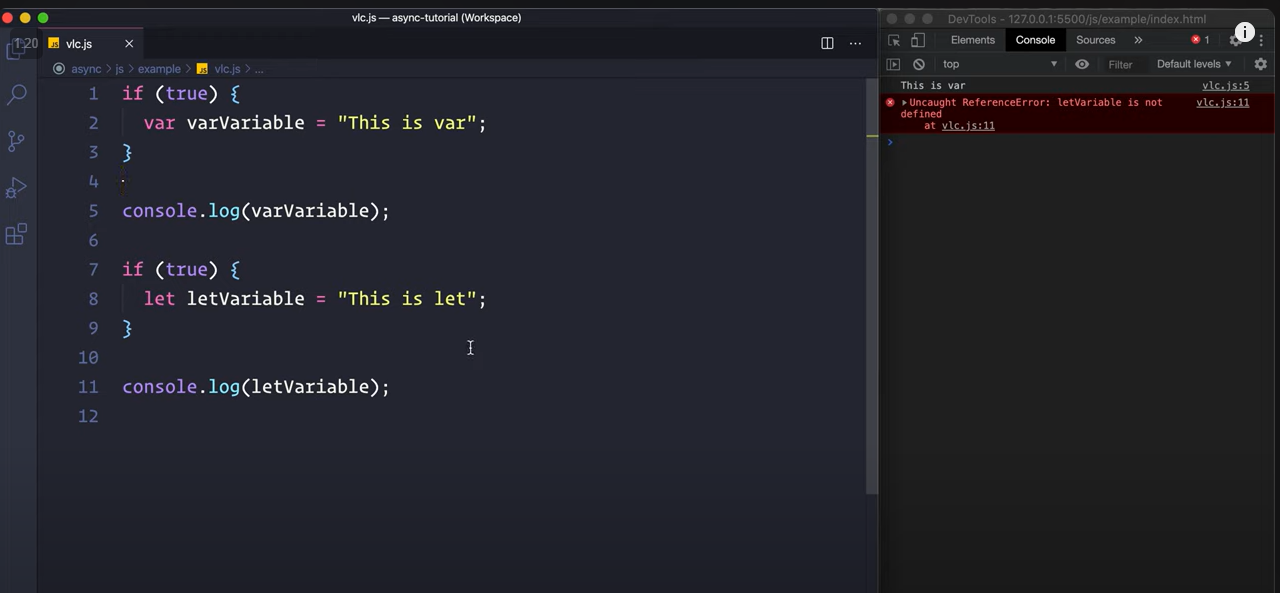 vlc.js — async-tutorial (Workspace)
1:20
vlc.js
async > js > example > vlc.js > ...
1 if (true) {
2 var varVariable = "This is var";
3 }
4
5 console.log(varVariable);
6
7 if (true) {
8 let letVariable = "This is let";
9 }
10
11 console.log(letVariable);
12
DevTools - 127.0.0.1:5500/js/example/index.html
Elements Console Sources » 1
top Filter Default levels
This is var vlc.js:5
Uncaught ReferenceError: letVariable is not vlc.js:11
defined
at vlc.js:11